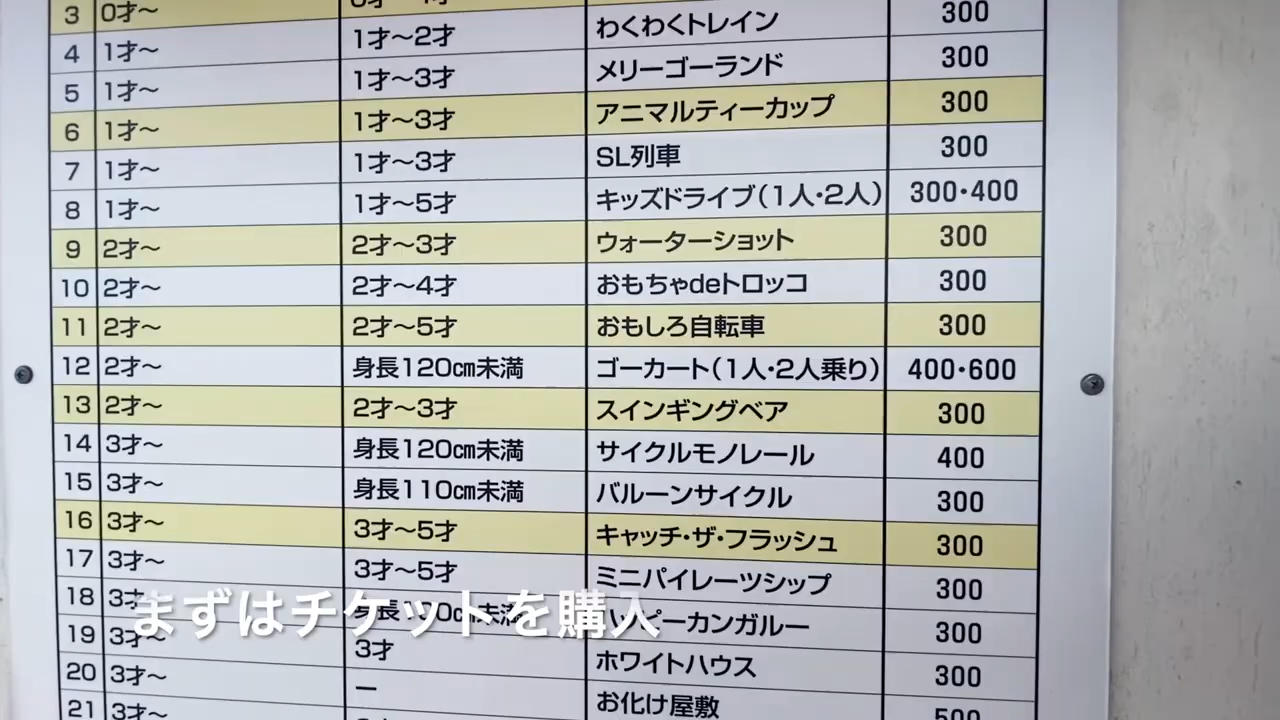 3 0才～
4 1才～ 1才～2才 わくわくトレイン 300
5 1才～ 1才～3才 メリーゴーランド 300
6 1才～ 1才～3才 アニマルティーカップ 300
7 1才～ 1才～3才 SL列車 300
8 1才～ 1才～5才 キッズドライブ（1人・2人） 300・400
9 2才～ 2才～3才 ウォーターショット 300
10 2才～ 2才～4才 おもちゃdeトロッコ 300
11 2才～ 2才～5才 おもしろ自転車 300
12 2才～ 身長120㎝未満 ゴーカート（1人・2人乗り） 400・600
13 2才～ 2才～3才 スインギングベア 300
14 3才～ 身長120㎝未満 サイクルモノレール 400
15 3才～ 身長110㎝未満 バルーンサイクル 300
16 3才～ 3才～5才 キャッチ・ザ・フラッシュ 300
17 3才～ 3才～5才 ミニパイレーツシップ 300
18 300
まずはチケットを購入
19 3才～ 3才 ホワイトハウス 300
20 3才～ ー お化け屋敷 500
21 3才～